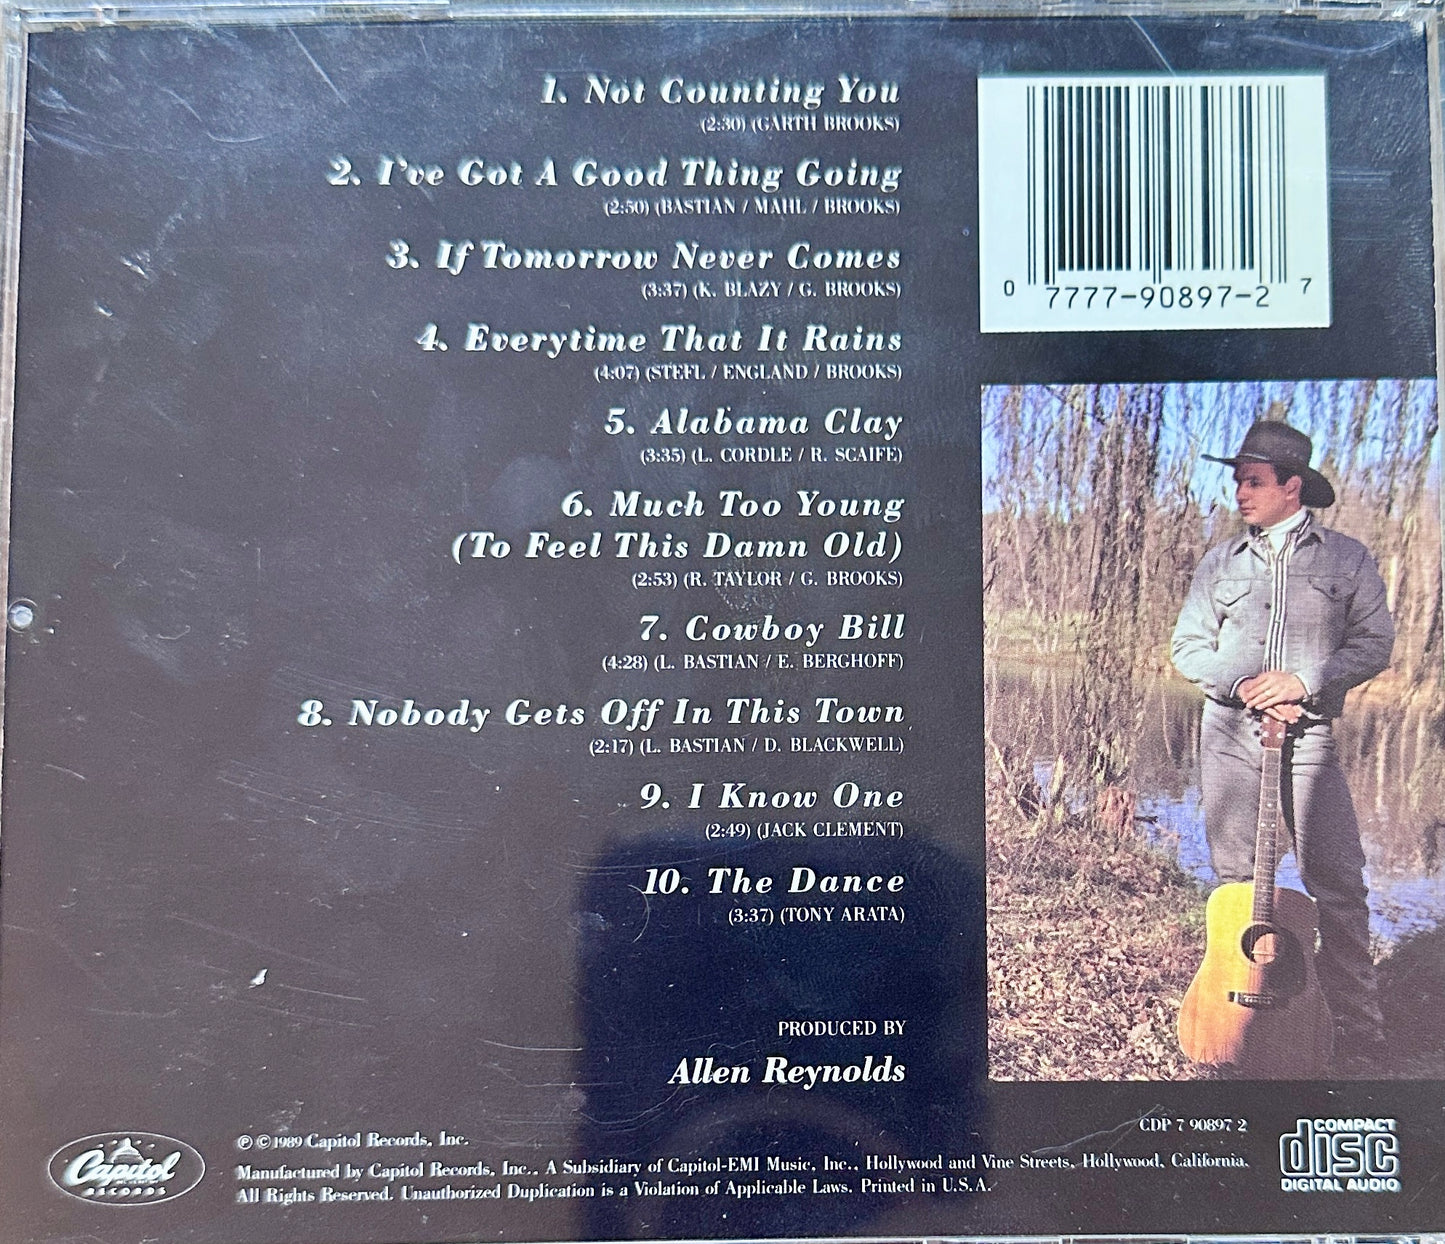 1. Not Counting You
(2:30) (GARTH BROOKS)
2. I've Got A Good Thing Going
(2:50) (BASTIAN / MAHL / BROOKS)
3. If Tomorrow Never Comes
(3:37) (K. BLAZY / G. BROOKS)
4. Everytime That It Rains
(4:07) (STEFL / ENGLAND / BROOKS)
5. Alabama Clay
(3:35) (L. CORDLE / R. SCAIFE)
6. Much Too Young
(To Feel This Damn Old)
(2:53) (R. TAYLOR / G. BROOKS)
7. Cowboy Bill
(4:28) (L. BASTIAN / E. BERGHOFF)
8. Nobody Gets Off In This Town
(2:17) (L. BASTIAN / D. BLACKWELL)
9. I Know One
(2:49) (JACK CLEMENT)
10. The Dance
(3:37) (TONY ARATA)
PRODUCED BY
Allen Reynolds
0 7777-90897-2 7
CDP 7 90897 2
COMPACT
disc
DIGITAL AUDIO
Capitol
RECORDS
℗ © 1989 Capitol Records, Inc.
Manufactured by Capitol Records, Inc., A Subsidiary of Capitol-EMI Music, Inc., Hollywood and Vine Streets, Hollywood, California.
All Rights Reserved. Unauthorized Duplication is a Violation of Applicable Laws. Printed in U.S.A.